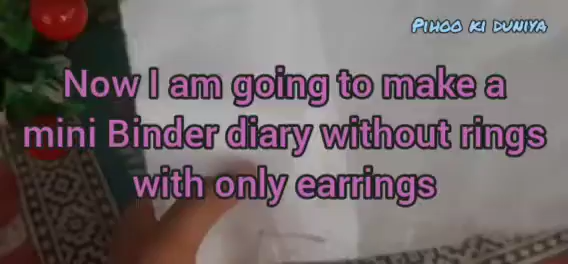 PIHOO KI DUNIYA
Now I am going to make a
mini Binder diary without rings
with only earrings